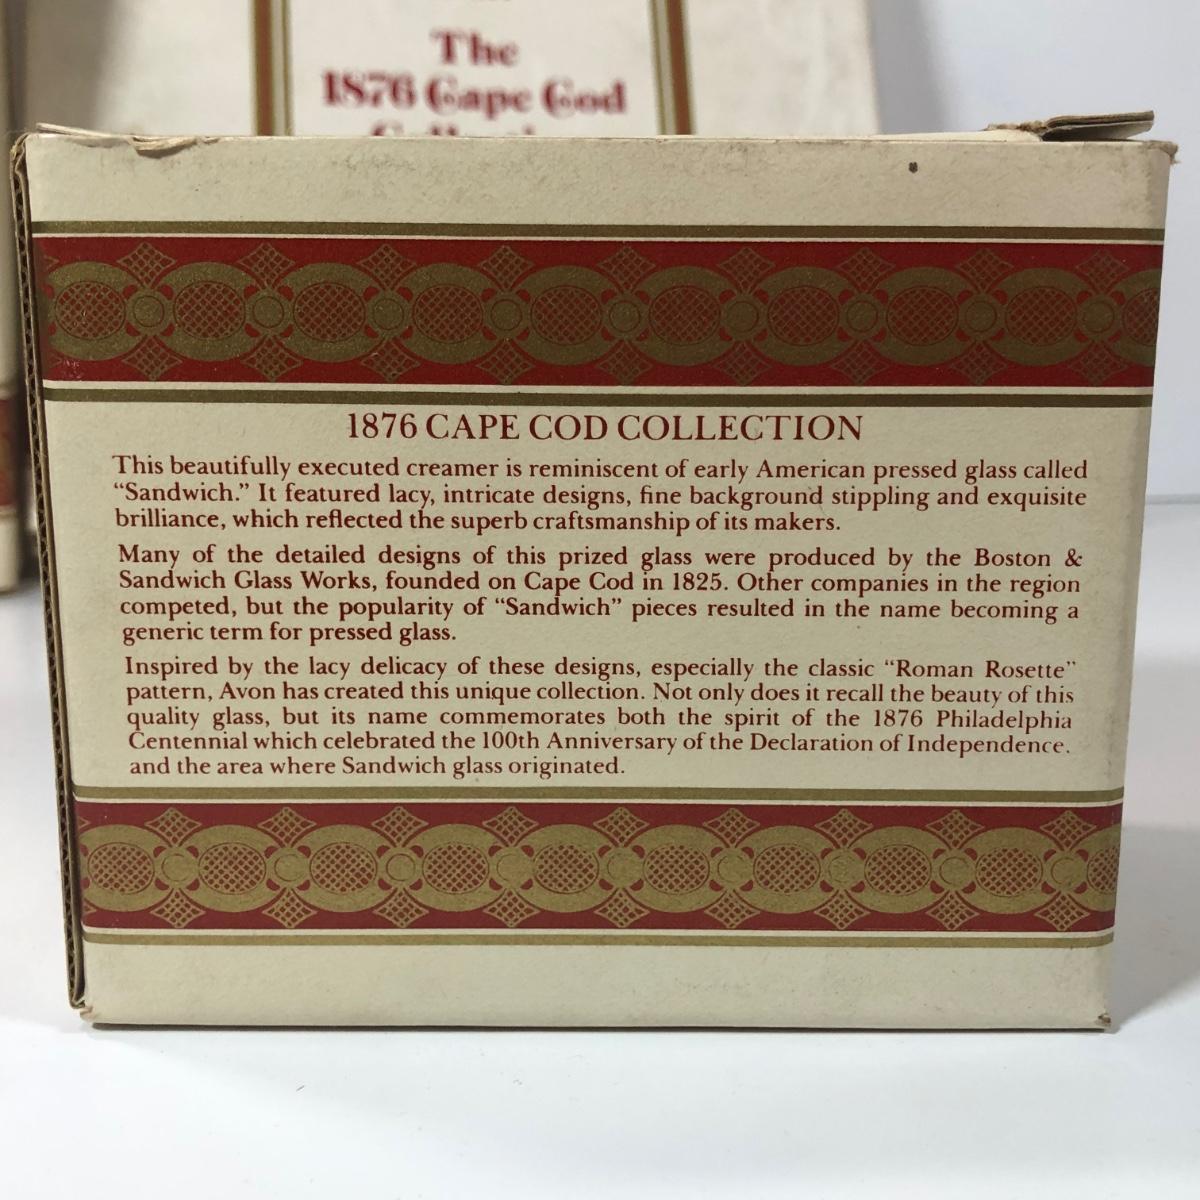 The
1876 Cape Cod
1876 CAPE COD COLLECTION
This beautifully executed creamer is reminiscent of early American pressed glass called
“Sandwich.” It featured lacy, intricate designs, fine background stippling and exquisite
brilliance, which reflected the superb craftsmanship of its makers.
Many of the detailed designs of this prized glass were produced by the Boston &
Sandwich Glass Works, founded on Cape Cod in 1825. Other companies in the region
competed, but the popularity of “Sandwich” pieces resulted in the name becoming a
generic term for pressed glass.
Inspired by the lacy delicacy of these designs, especially the classic “Roman Rosette”
pattern, Avon has created this unique collection. Not only does it recall the beauty of this
quality glass, but its name commemorates both the spirit of the 1876 Philadelphia
Centennial which celebrated the 100th Anniversary of the Declaration of Independence.
and the area where Sandwich glass originated.